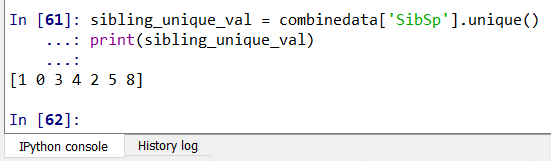 In [61]: sibling_unique_val = combinedata['SibSp'].unique()
...: print(sibling_unique_val)
...:
[1 0 3 4 2 5 8]
In [62]:
IPython console History log